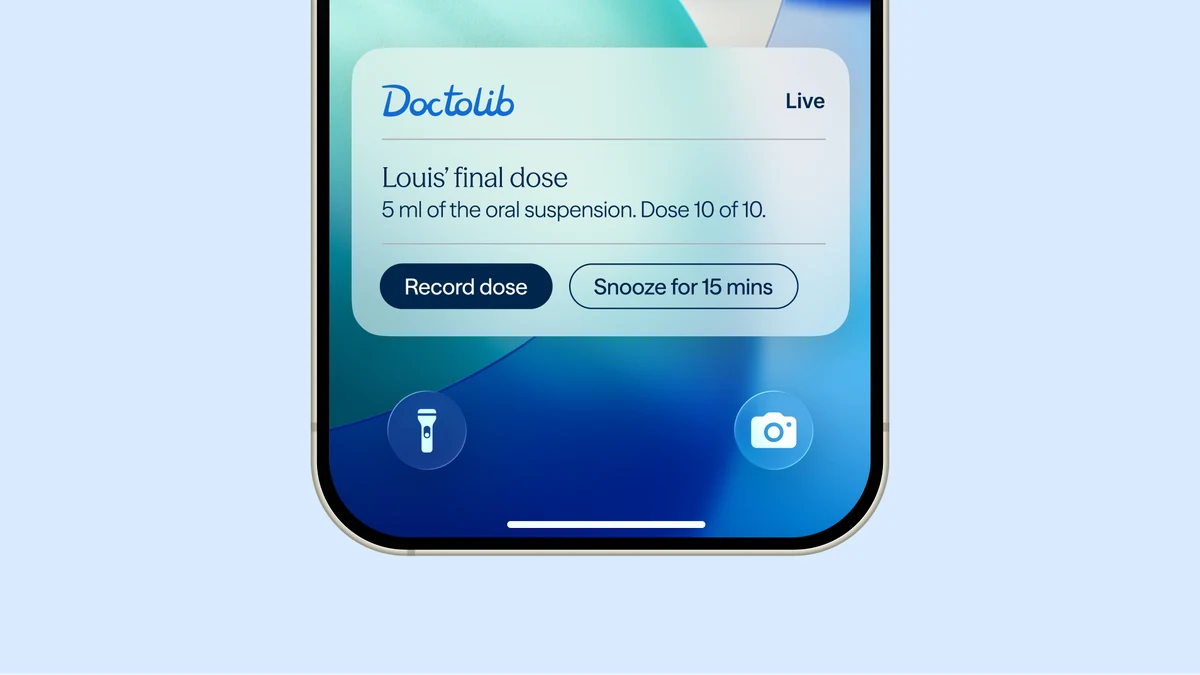 Doctolib
Live
Louis’ final dose
5 ml of the oral suspension. Dose 10 of 10.
Record dose
Snooze for 15 mins